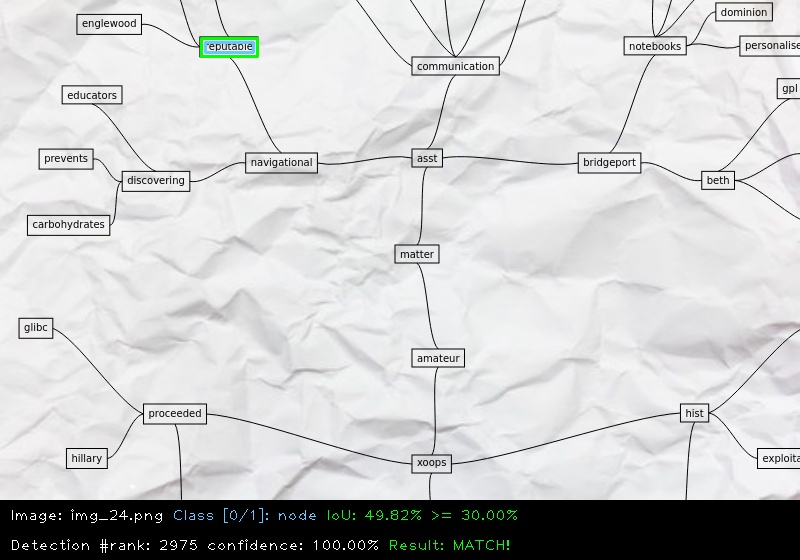 dominion
englewood
reputable
notebooks
personalise
communication
gpl
educators
prevents
asst
navigational
bridgeport
discovering
beth
carbohydrates
matter
glibc
amateur
proceeded
hist
hillary
xoops
exploita
Image: img_24.png Class [0/1]: node IoU: 49.82% >= 30.00%
Detection #rank: 2975 confidence: 100.00% Result: MATCH!